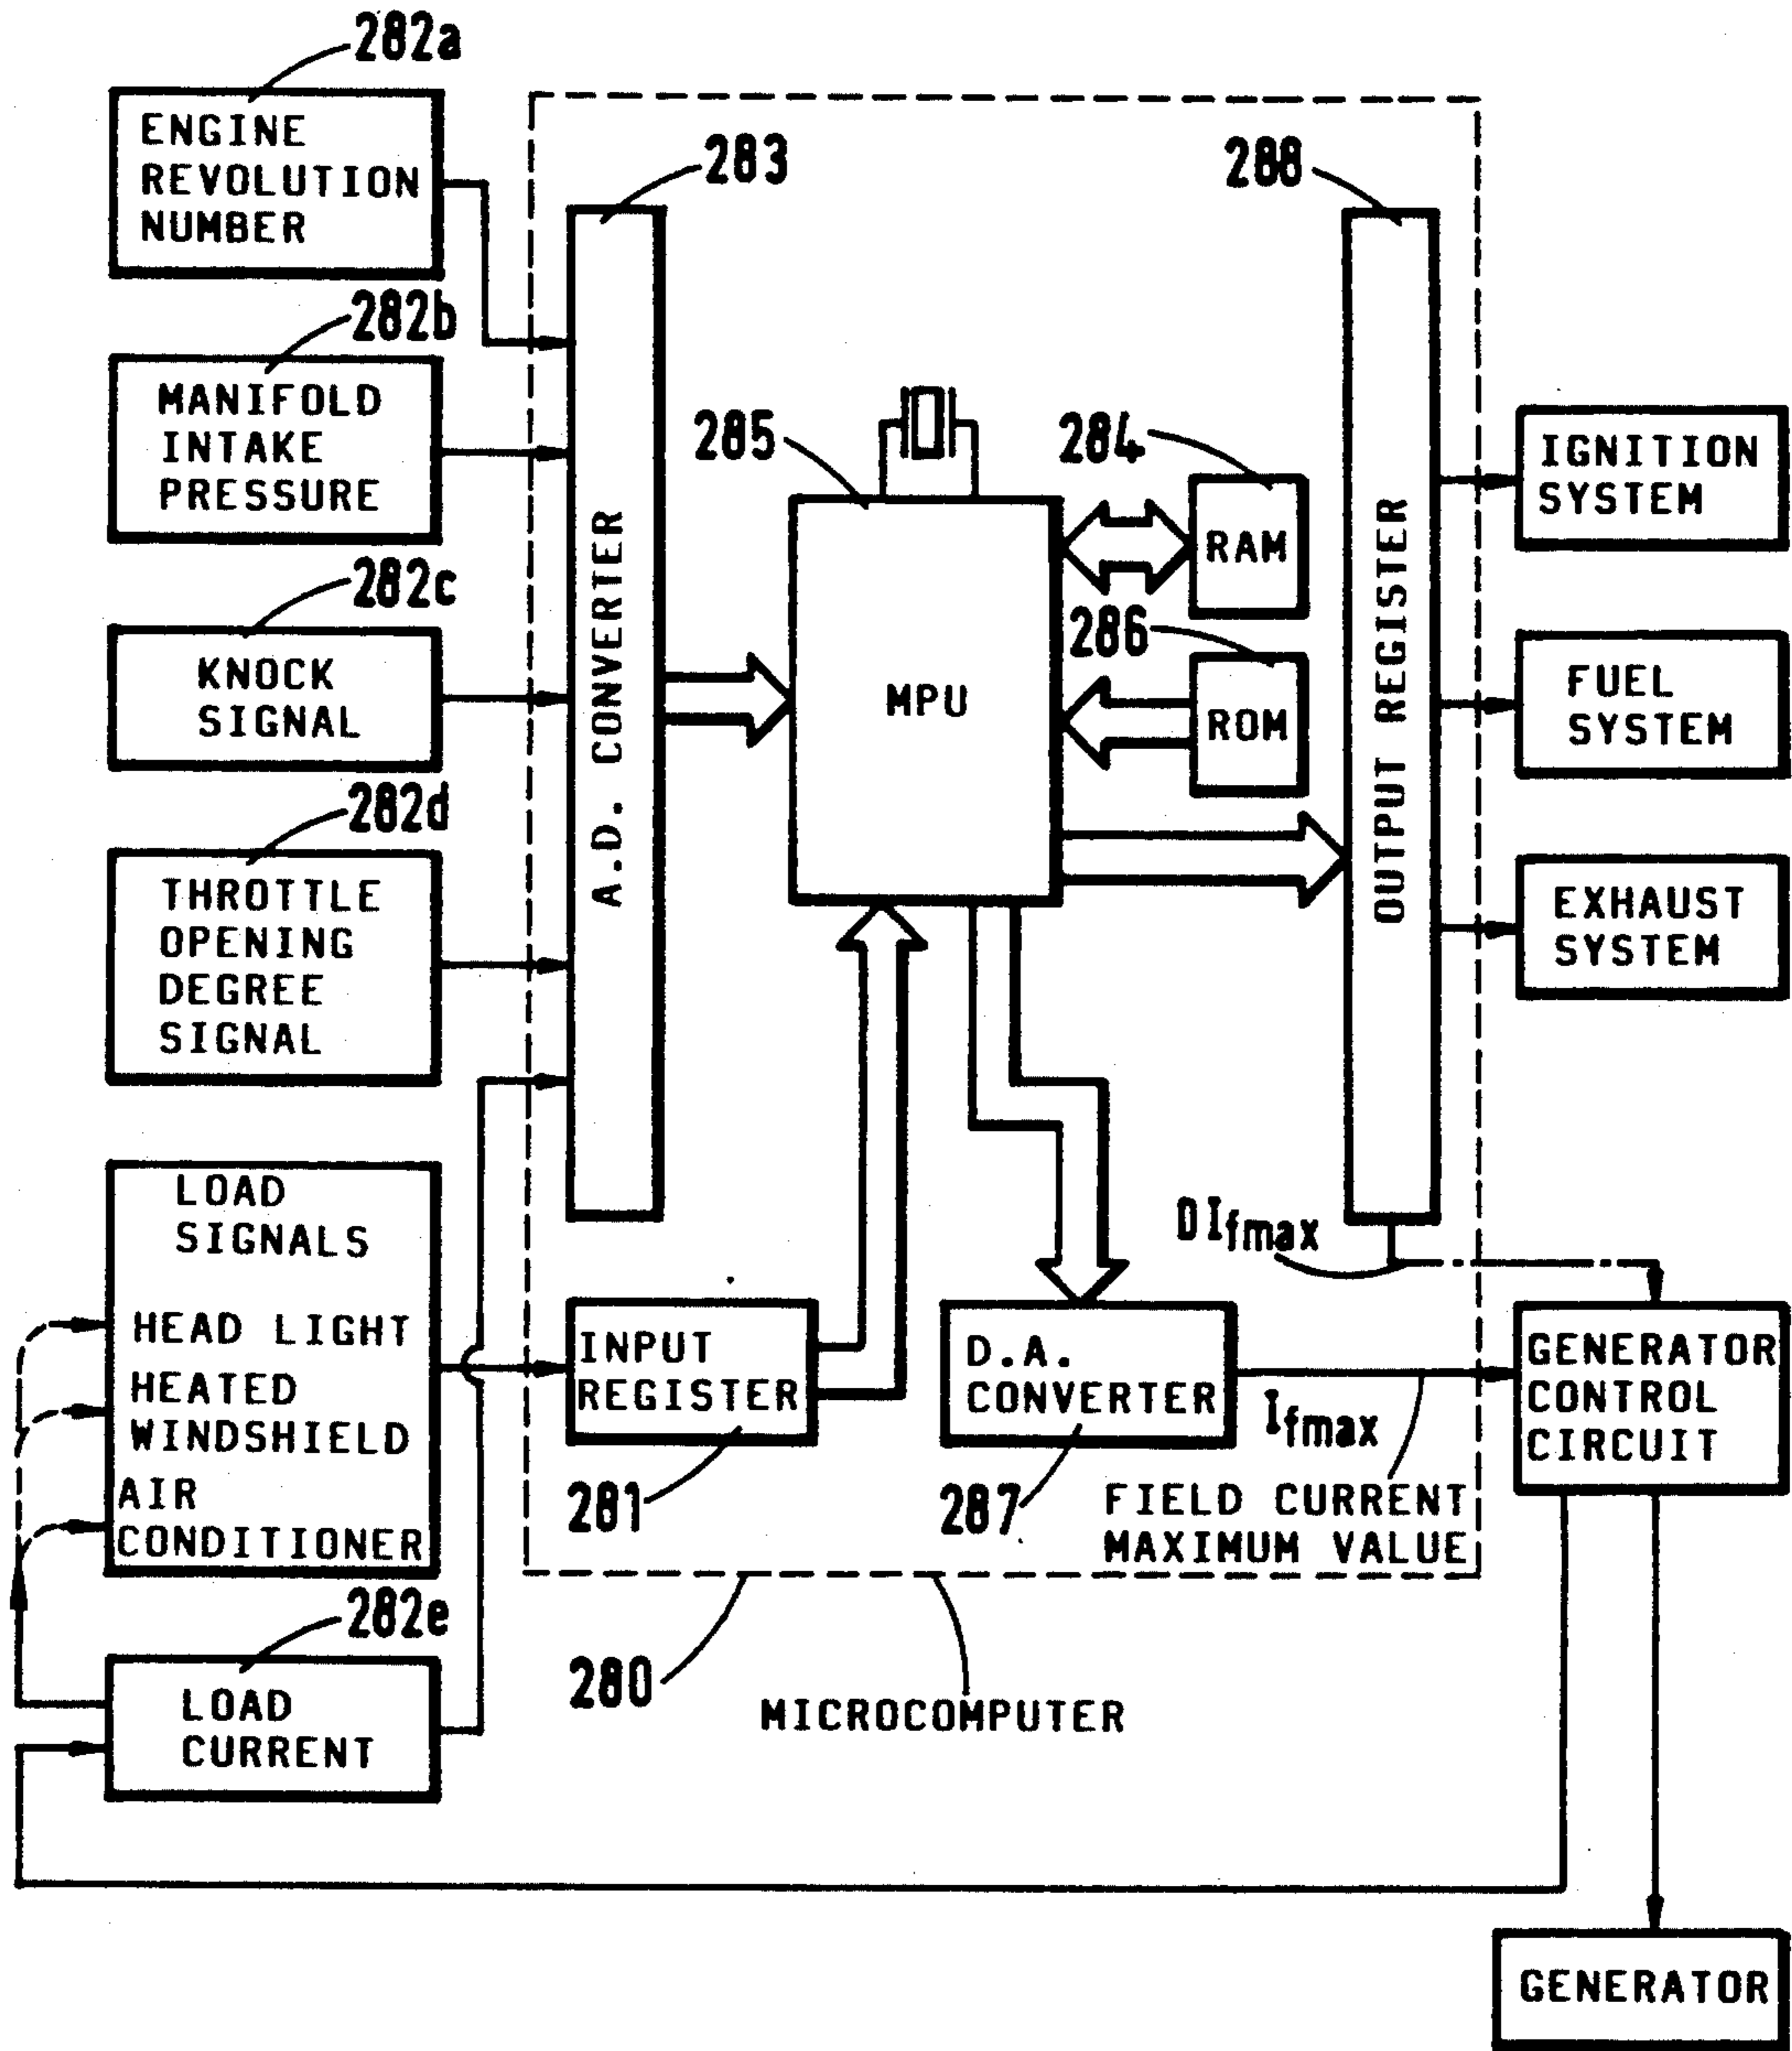 282a
ENGINE
REVOLUTION
NUMBER
282b
MANIFOLD
INTAKE
PRESSURE
282c
KNOCK
SIGNAL
282d
THROTTLE
OPENING
DEGREE
SIGNAL
LOAD
SIGNALS
HEAD LIGHT
HEATED
WINDSHIELD
AIR
CONDITIONER
282e
LOAD
CURRENT
283
A.D. CONVERTER
285
MPU
284
RAM
286
ROM
288
OUTPUT REGISTER
INPUT
REGISTER
281
D.A.
CONVERTER
287
DIfmax
Ifmax
FIELD CURRENT
MAXIMUM VALUE
280
MICROCOMPUTER
IGNITION
SYSTEM
FUEL
SYSTEM
EXHAUST
SYSTEM
GENERATOR
CONTROL
CIRCUIT
GENERATOR